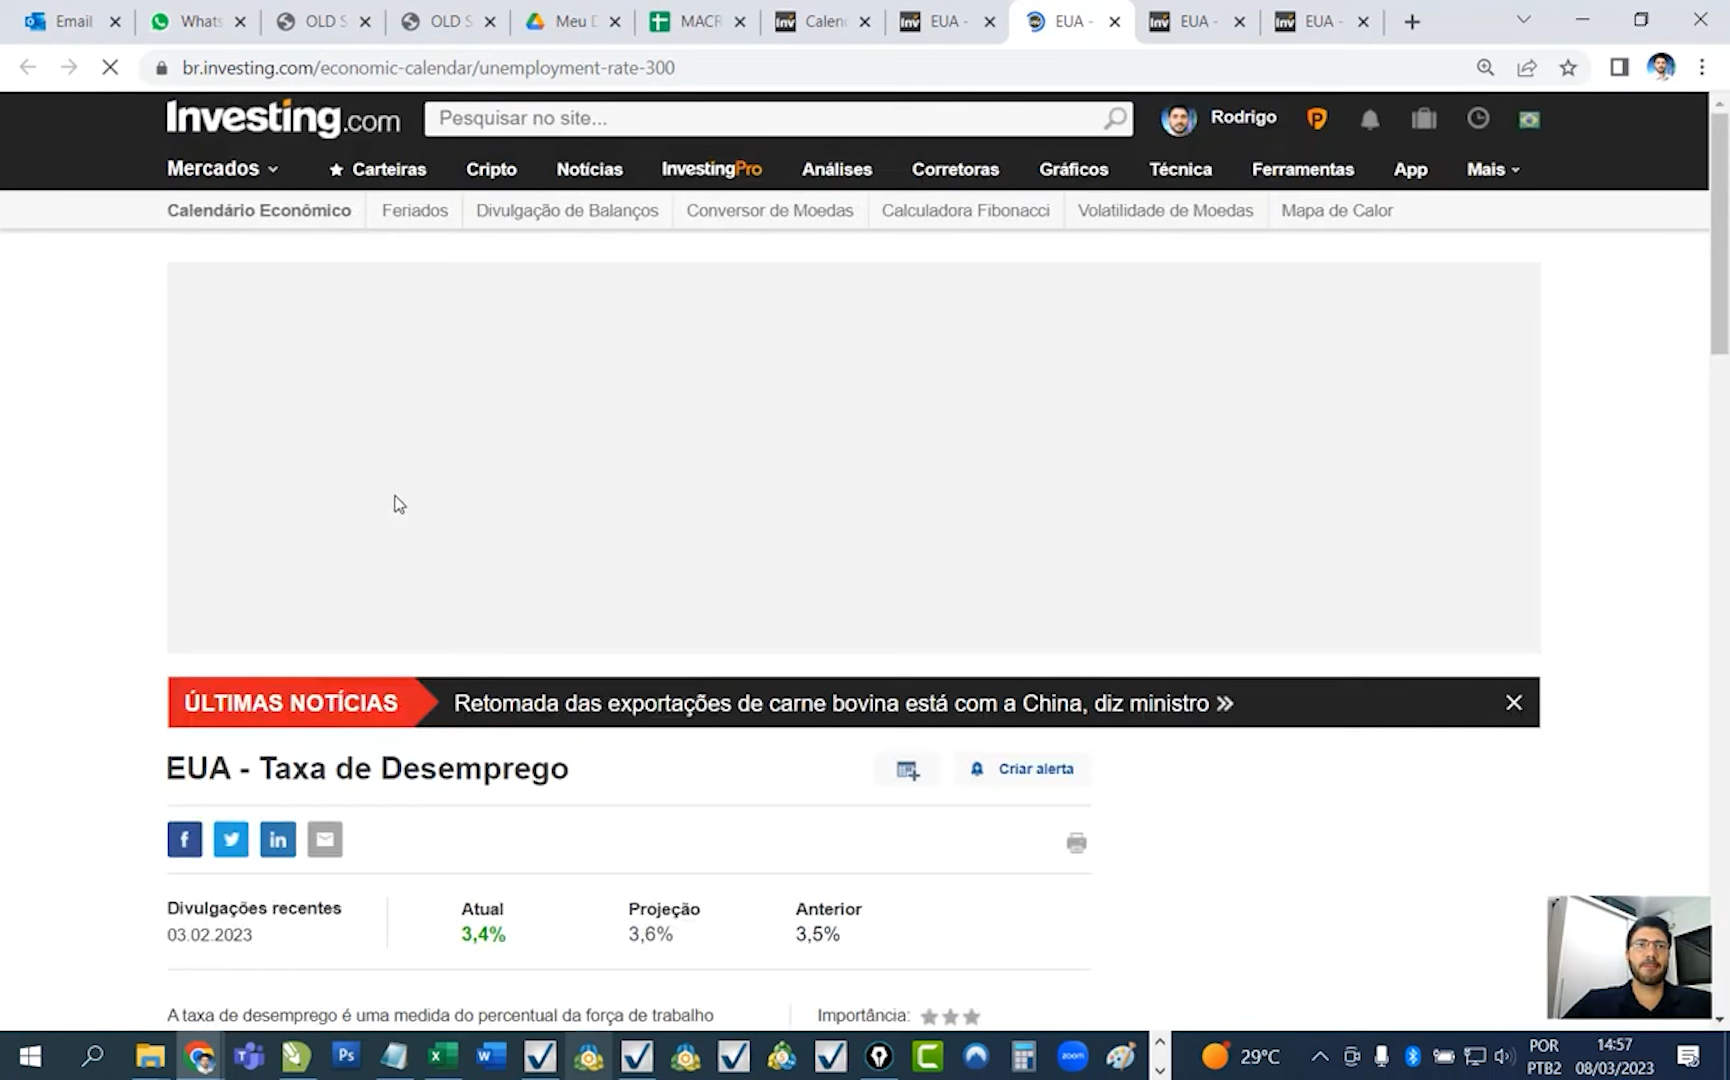 Email
Whats
OLD S
OLD S
Meu D
MACR
Calen
EUA -
EUA -
EUA -
EUA -
br.investing.com/economic-calendar/unemployment-rate-300
Investing.com
Pesquisar no site...
Rodrigo
Mercados
Carteiras
Cripto
Notícias
InvestingPro
Análises
Corretoras
Gráficos
Técnica
Ferramentas
App
Mais
Calendário Econômico
Feriados
Divulgação de Balanços
Conversor de Moedas
Calculadora Fibonacci
Volatilidade de Moedas
Mapa de Calor
ÚLTIMAS NOTÍCIAS
Retomada das exportações de carne bovina está com a China, diz ministro »
EUA - Taxa de Desemprego
Criar alerta
Divulgações recentes
03.02.2023
Atual
3,4%
Projeção
3,6%
Anterior
3,5%
A taxa de desemprego é uma medida do percentual da força de trabalho
Importância:
29°C
POR
PTB2
14:57
08/03/2023